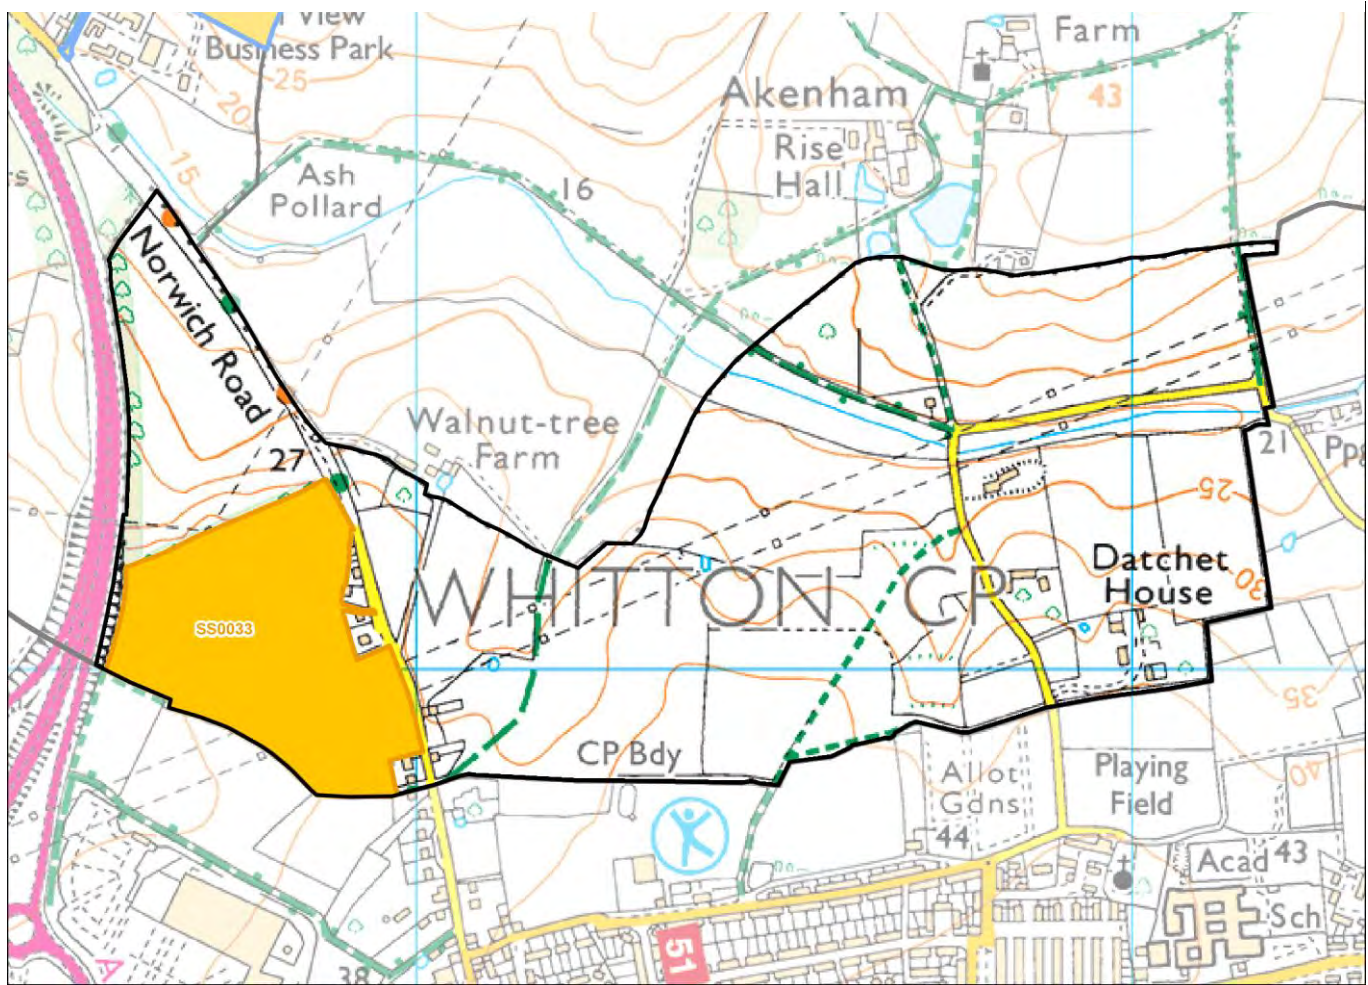 View
Business Park
Farm
25
20
15
Akenham
43
Rise
Hall
Ash
Pollard
16
Norwich Road
Walnut-tree
Farm
27
21
25
Datchet
House
30
WHITTON CP
SS0033
35
CP Bdy
Allot
Gdns
Playing
Field
40
44
Acad
43
Sch
51
A
38